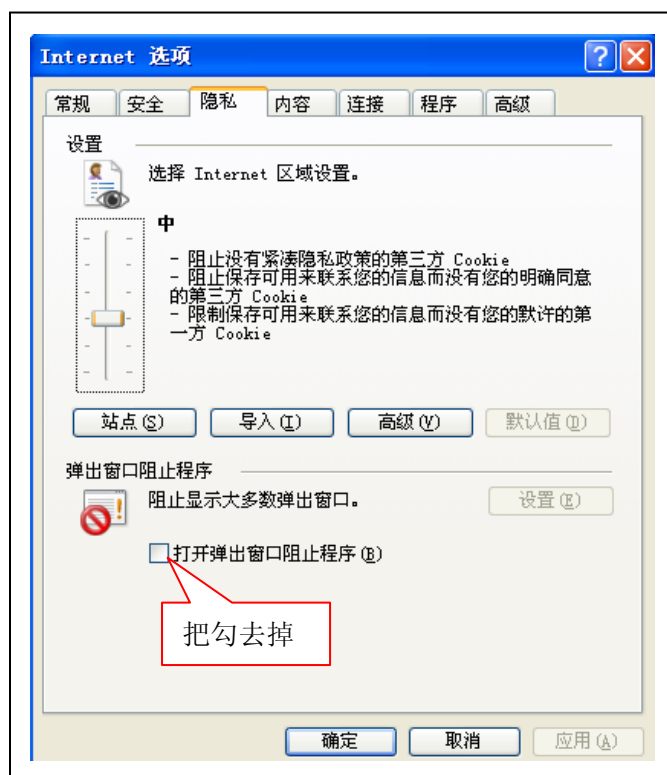 Internet 选项
常规 安全 隐私 内容 连接 程序 高级
设置
选择 Internet 区域设置。
中
- 阻止没有紧凑隐私政策的第三方 Cookie
- 阻止保存可用来联系您的信息而没有您的明确同意
的第三方 Cookie
- 限制保存可用来联系您的信息而没有您的默许的第
一方 Cookie
站点(S) 导入(I) 高级(V) 默认值(D)
弹出窗口阻止程序
阻止显示大多数弹出窗口。 设置(E)
打开弹出窗口阻止程序(B)
把勾去掉
确定 取消 应用(A)